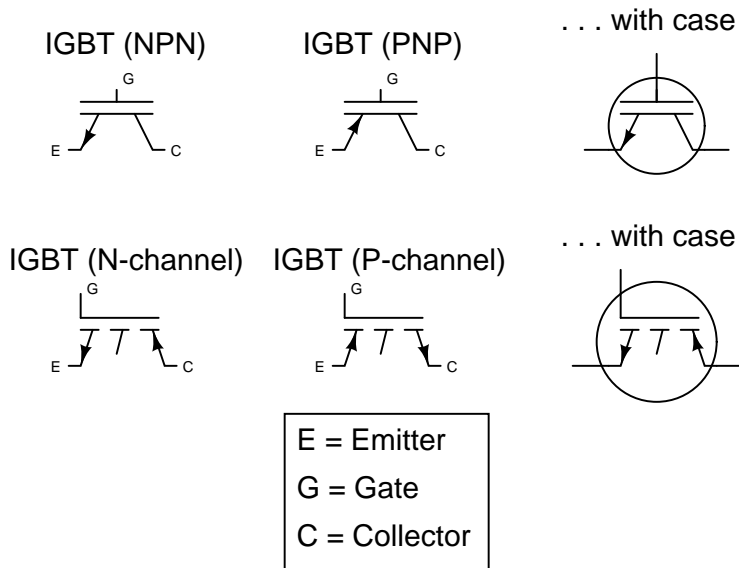 IGBT (NPN)
IGBT (PNP)
. . . with case
G
G
E
C
E
C
. . . with case
IGBT (N-channel)
IGBT (P-channel)
G
G
E
C
E
C
E = Emitter
G = Gate
C = Collector